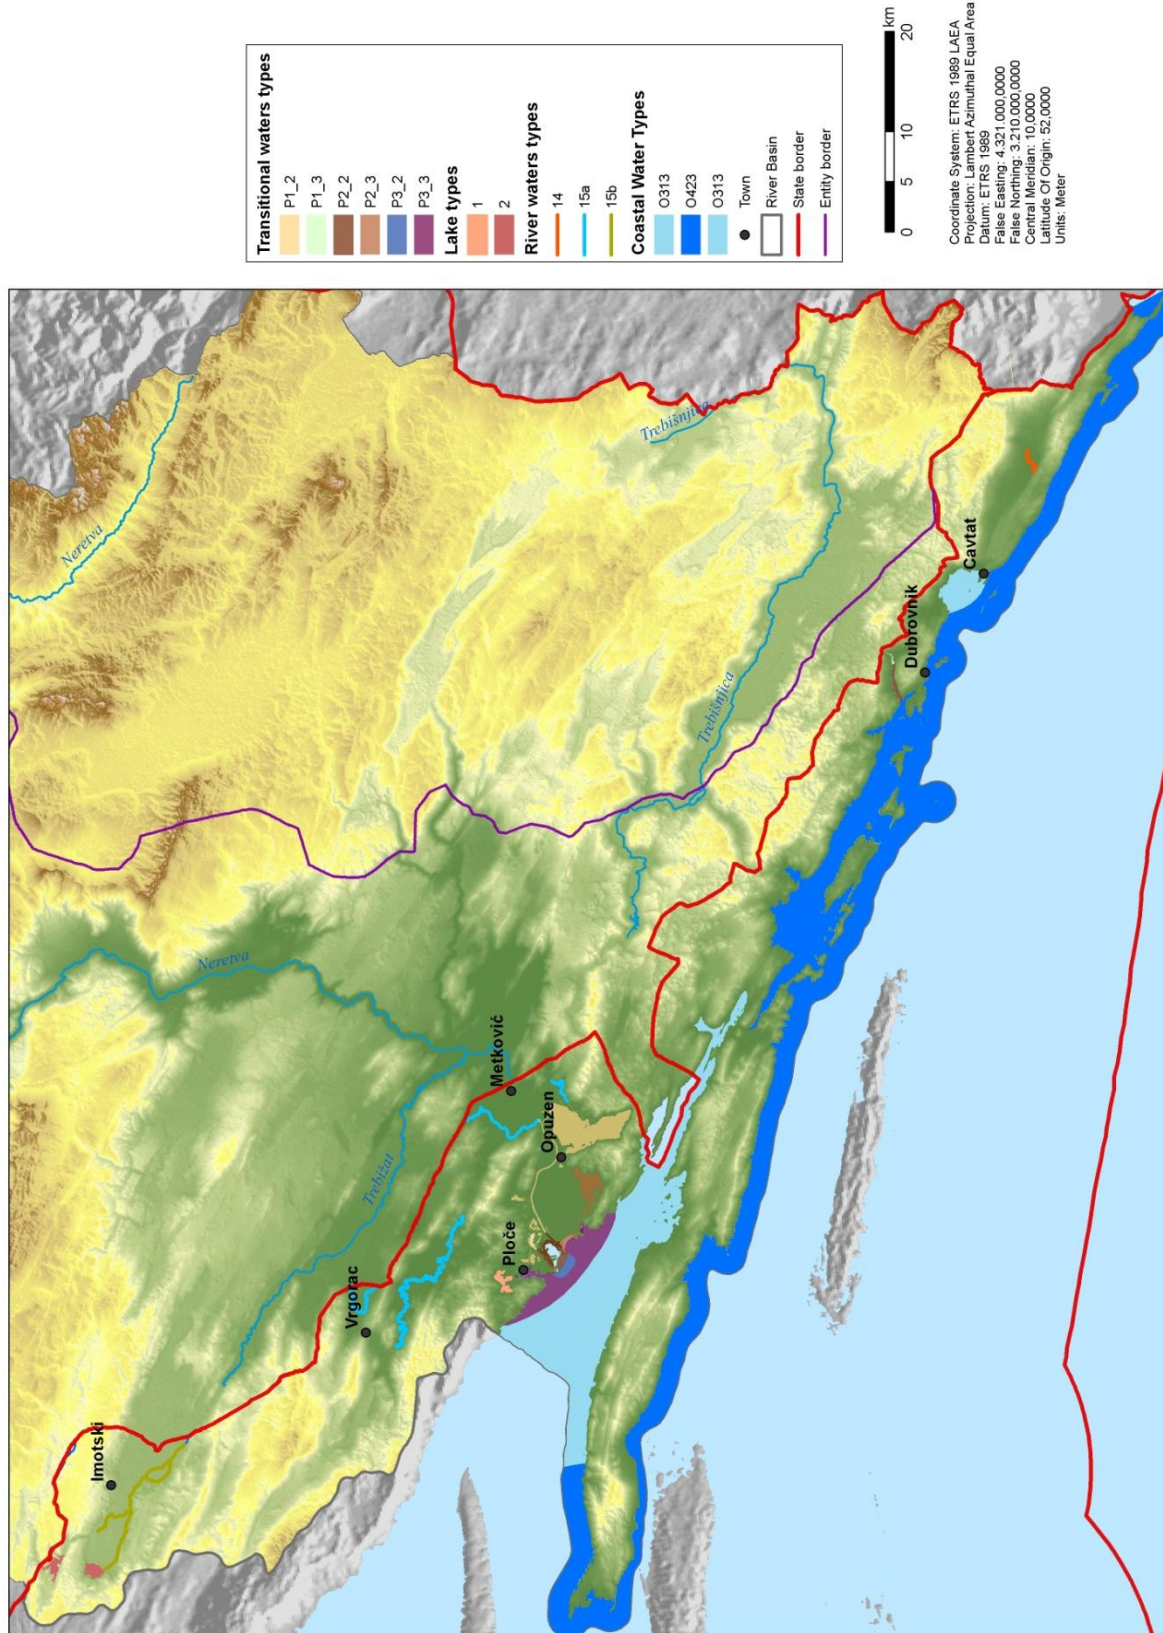 Neretva
Trebišnjica
Neretva
Trebišnjica
Trebižat
Imotski
Vrgorac
Metković
Opuzen
Ploče
Dubrovnik
Cavtat
Transitional waters types
P1_2
P1_3
P2_2
P2_3
P3_2
P3_3
Lake types
1
2
River waters types
14
15a
15b
Coastal Water Types
O313
O423
O313
Town
River Basin
State border
Entity border
0 5 10 20
km
Coordinate System: ETRS 1989 LAEA
Projection: Lambert Azimuthal Equal Area
Datum: ETRS 1989
False Easting: 4.321.000,0000
False Northing: 3.210.000,0000
Central Meridian: 10,0000
Latitude Of Origin: 52,0000
Units: Meter